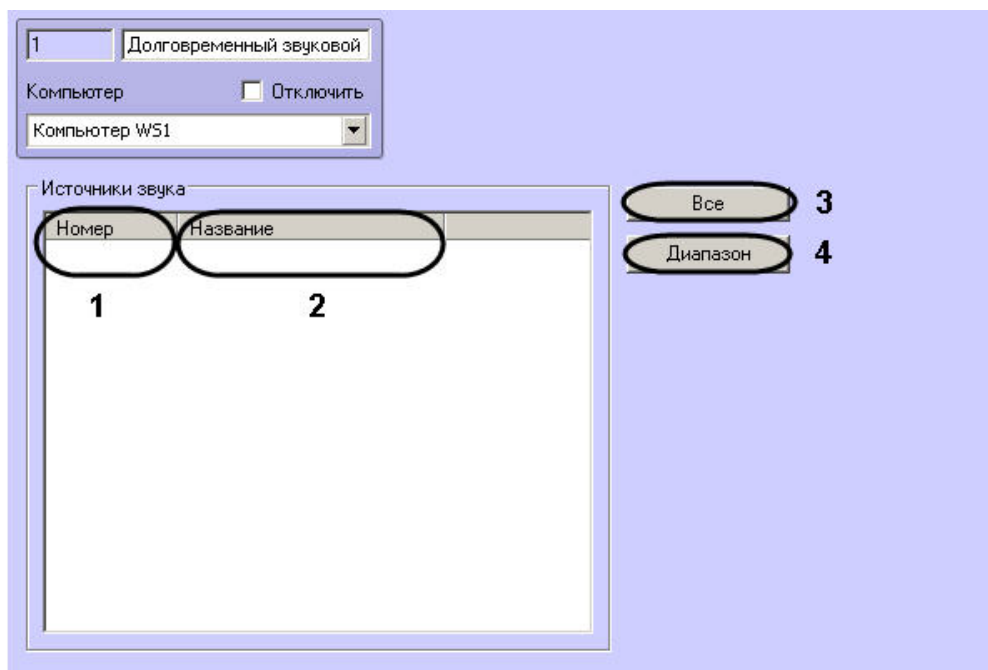 1 Долговременный звуковой
Компьютер Отключить
Компьютер WS1
Источники звука
Номер Название
Все 3
Диапазон 4
1 2